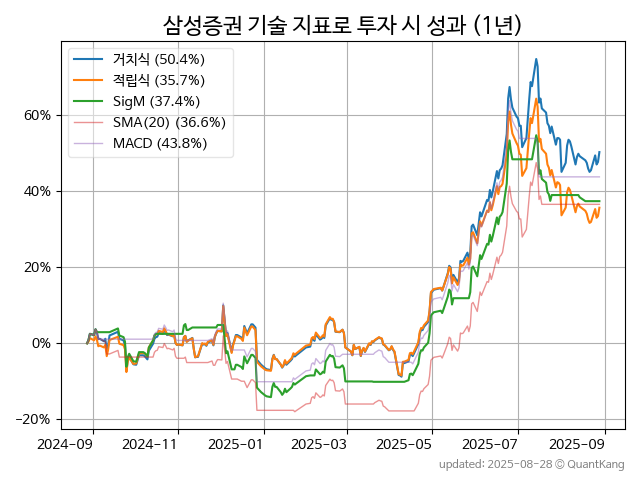 삼성증권 기술 지표로 투자 시 성과 (1년)
거치식 (50.4%)
적립식 (35.7%)
SigM (37.4%)
SMA(20) (36.6%)
MACD (43.8%)
60%
40%
20%
0%
−20%
2024-09 2024-11 2025-01 2025-03 2025-05 2025-07 2025-09
updated: 2025-08-28 © QuantKang